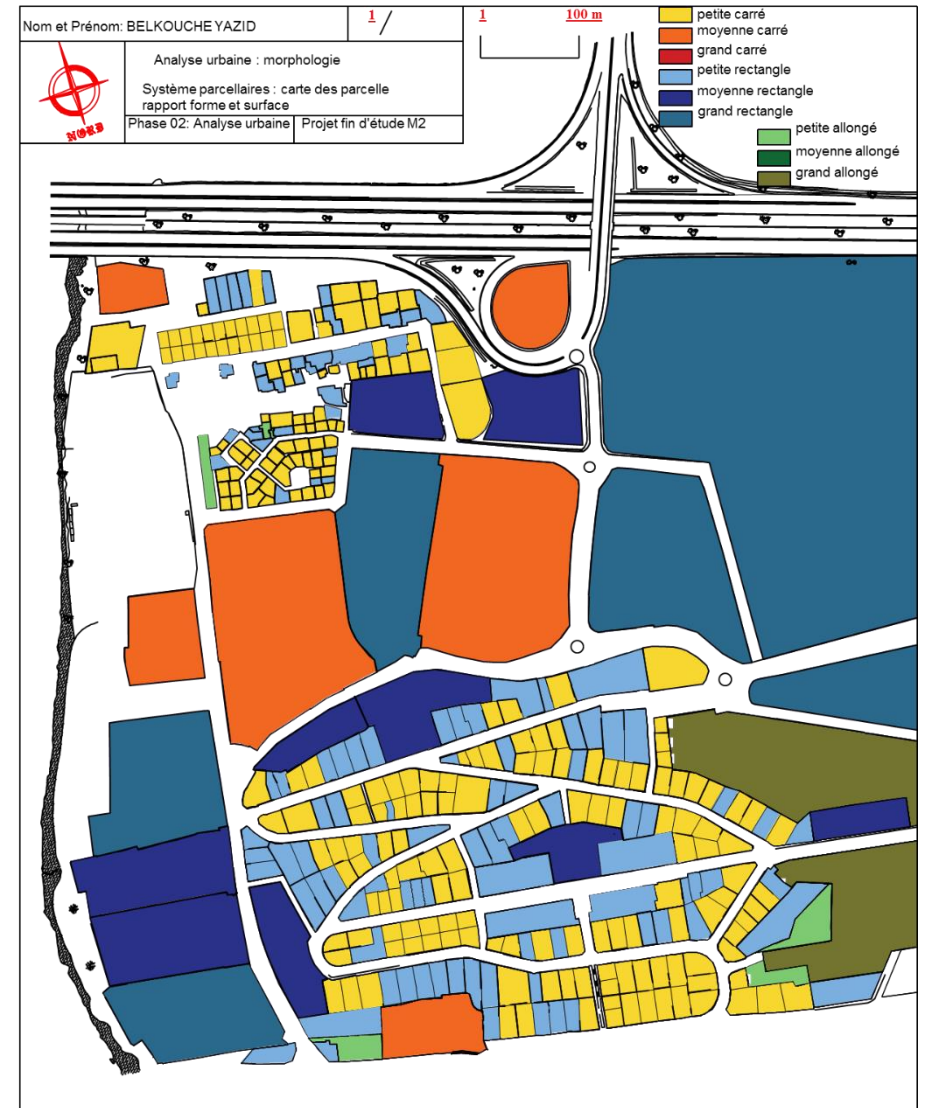 Nom et Prénom: BELKOUCHE YAZID
1 /
NORD
Analyse urbaine : morphologie
Système parcellaires : carte des parcelle
rapport forme et surface
Phase 02: Analyse urbaine
Projet fin d'étude M2
1 100 m
petite carré
moyenne carré
grand carré
petite rectangle
moyenne rectangle
grand rectangle
petite allongé
moyenne allongé
grand allongé